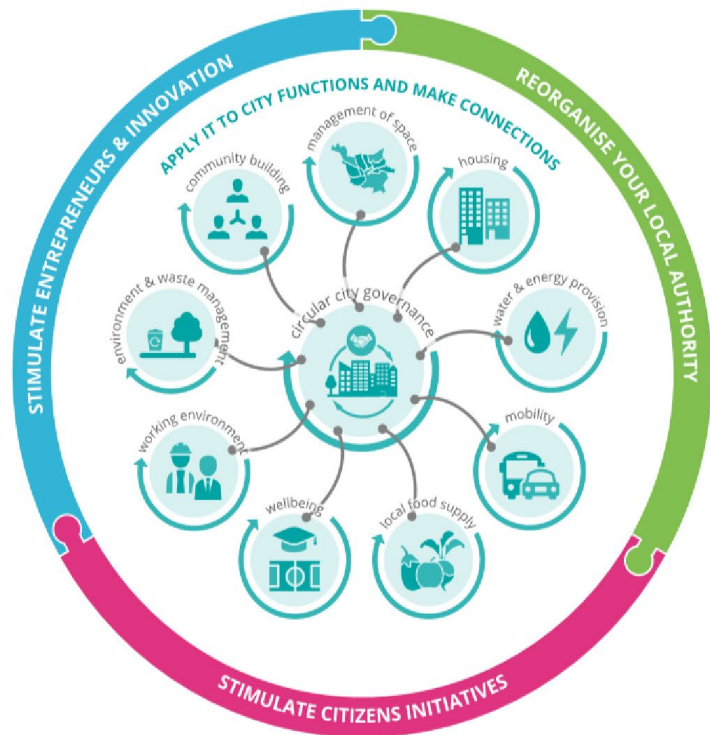 STIMULATE ENTREPRENEURS & INNOVATION
REORGANISE YOUR LOCAL AUTHORITY
STIMULATE CITIZENS INITIATIVES
APPLY IT TO CITY FUNCTIONS AND MAKE CONNECTIONS
management of space
housing
water & energy provision
mobility
local food supply
wellbeing
working environment
environment & waste management
community building
circular city governance